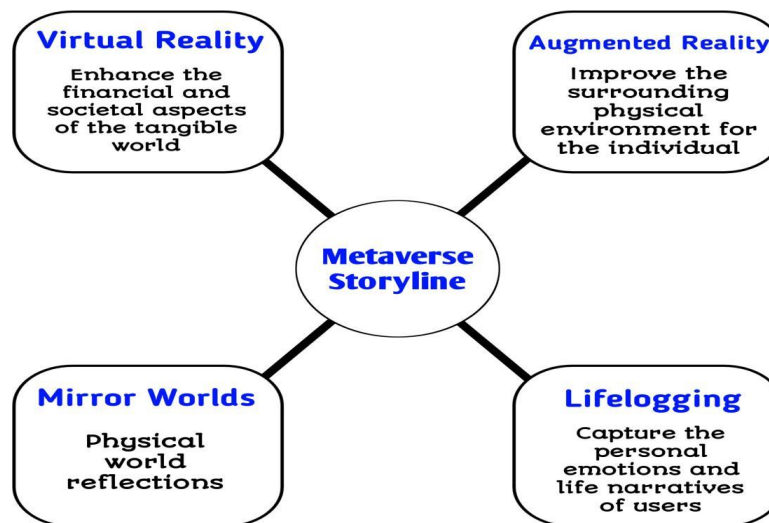 Virtual Reality
Enhance the
financial and
societal aspects
of the tangible
world
Augmented Reality
Improve the
surrounding
physical
environment for
the individual
Metaverse
Storyline
Mirror Worlds
Physical
world
reflections
Lifelogging
Capture the
personal
emotions and
life narratives
of users